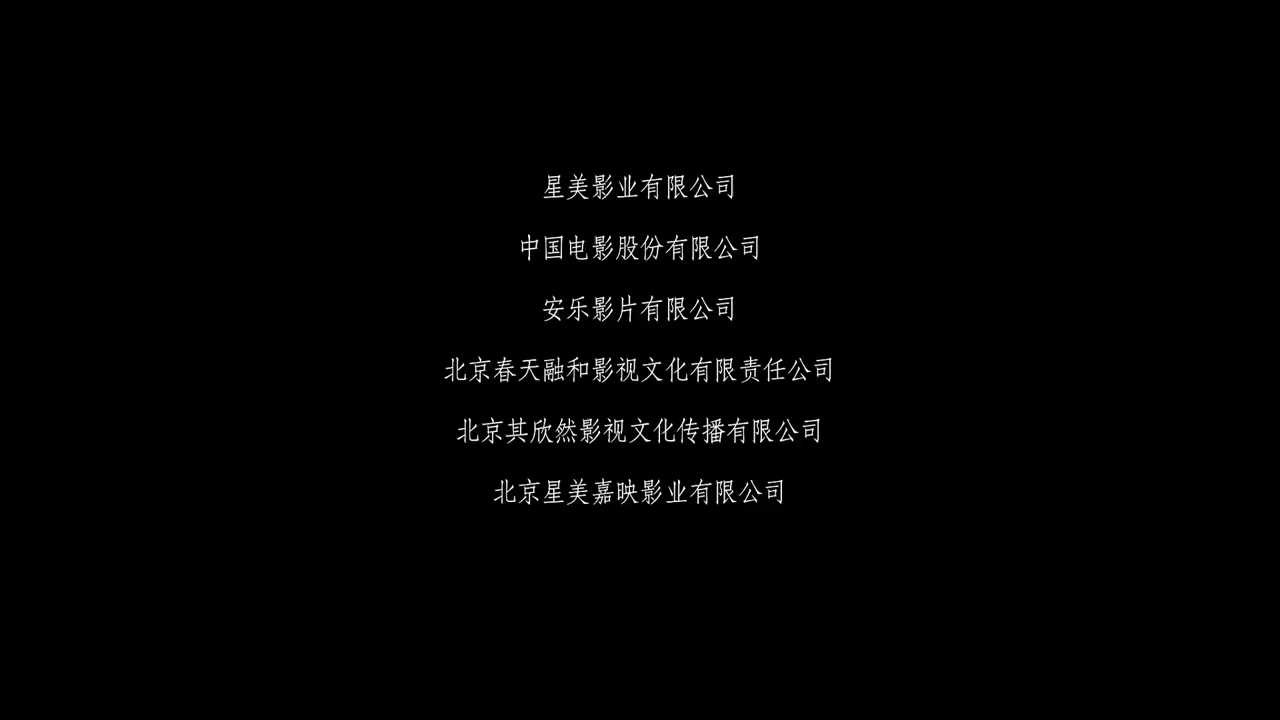 星美影业有限公司
中国电影股份有限公司
安乐影片有限公司
北京春天融和影视文化有限责任公司
北京其欣然影视文化传播有限公司
北京星美嘉映影业有限公司